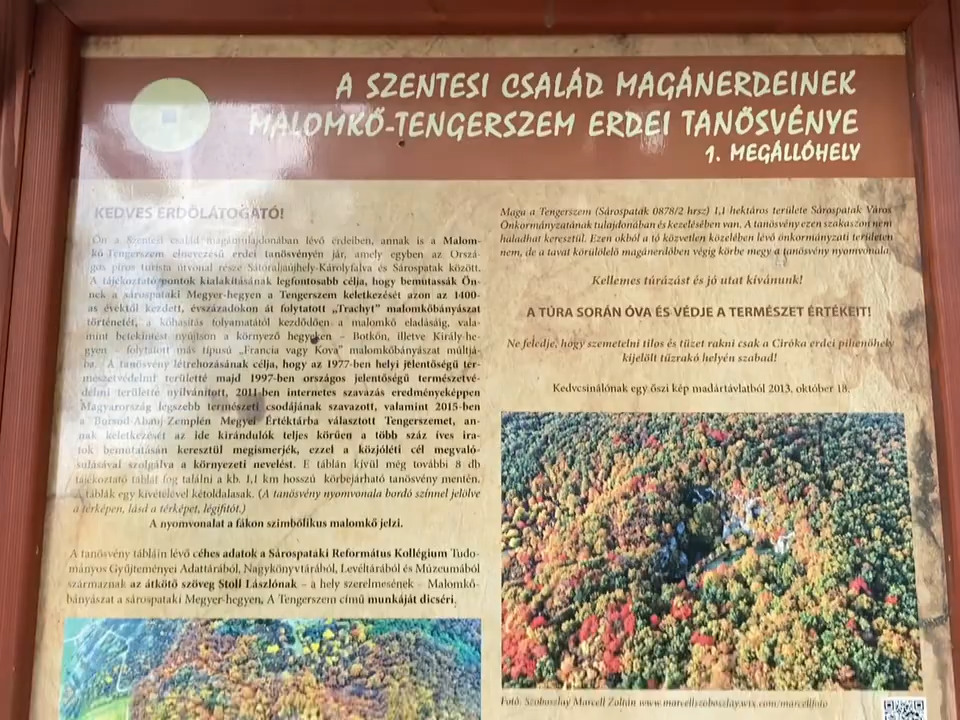 A SZENTESI CSALÁD MAGÁNERDEINEK
MALOMKŐ-TENGERSZEM ERDEI TANÖSVÉNYE
1. MEGÁLLÓHELY
KEDVES ERDŐLÁTOGATÓ!
Ön a Szentesi család magántulajdonában lévő erdeiben, annak is a Malom-
kő-Tengerszem elnevezésű erdei tanösvényén jár, amely egyben az Orszá-
gos piros turista útvonal része Sátoraljaújhely-Károlyfalva és Sárospatak között.
A tájékoztató pontok kialakításának legfontosabb célja, hogy bemutassák Ön-
nek a sárospataki Megyer-hegyen a Tengerszem keletkezését azon az 1400-
as évektől kezdett, évszázadokon át folytatott „Trachyt" malomkőbányászat
történetét, a kőhasítás folyamatától kezdődően a malomkő eladásáig, vala-
mint betekintést nyújtson a környező hegyeken – Botkőn, illetve Király-he-
gyen – folytatott más típusú „Francia vagy Kova" malomkőbányászat múltjá-
ba. A tanösvény létrehozásának célja, hogy az 1977-ben helyi jelentőségű ter-
mészetvédelmi területté majd 1997-ben országos jelentőségű természetvé-
delmi területté nyilvánított, 2011-ben internetes szavazás eredményeképpen
Magyarország legszebb természeti csodájának szavazott, valamint 2015-ben
a Borsod-Abaúj-Zemplén Megyei Értéktárba választott Tengerszemet, an-
nak keletkezését az ide kirándulók teljes körűen a több száz íves ira-
tok bemutatásán keresztül megismerjék, ezzel a közjóléti cél megvaló-
sulásával szolgálva a környezeti nevelést. E táblán kívül még további 8 db
tájékoztató táblát fog találni a kb. 1,1 km hosszú körbejárható tanösvény mentén.
A táblák egy kivételével kétoldalasak. (A tanösvény nyomvonala bordó színnel jelölve
a térképen, lásd a térképet, légifotót.)
A nyomvonalat a fákon szimbolikus malomkő jelzi.
A tanösvény tábláin lévő céhes adatok a Sárospataki Református Kollégium Tudo-
mányos Gyűjteményei Adattárából, Nagykönyvtárából, Levéltárából és Múzeumából
származnak az átkötő szöveg Stoll Lászlónak – a hely szerelmesének – Malomkő-
bányászat a sárospataki Megyer-hegyen, A Tengerszem című munkáját dicséri.
Maga a Tengerszem (Sárospatak 0878/2 hrsz) 1,1 hektáros területe Sárospatak Város
Önkormányzatának tulajdonában és kezelésében van. A tanösvény ezen szakaszon nem
haladhat keresztül. Ezen okból a tó közvetlen közelében lévő önkormányzati területen
nem, de a tavat körülölelő magánerdőben végig körbe megy a tanösvény nyomvonala.
Kellemes túrázást és jó utat kívánunk!
A TÚRA SORÁN ÓVJA ÉS VÉDJE A TERMÉSZET ÉRTÉKEIT!
Ne feledje, hogy szemetelni tilos és tüzet rakni csak a Ciróka erdei pihenőhely
kijelölt tűzrakó helyén szabad!
Kedvcsinálónak egy őszi kép madártávlatból 2013. október 18.
Fotó: Szoboszlay Marcell Zoltán www.marcellszoboszlay.wix.com/marcellfoto